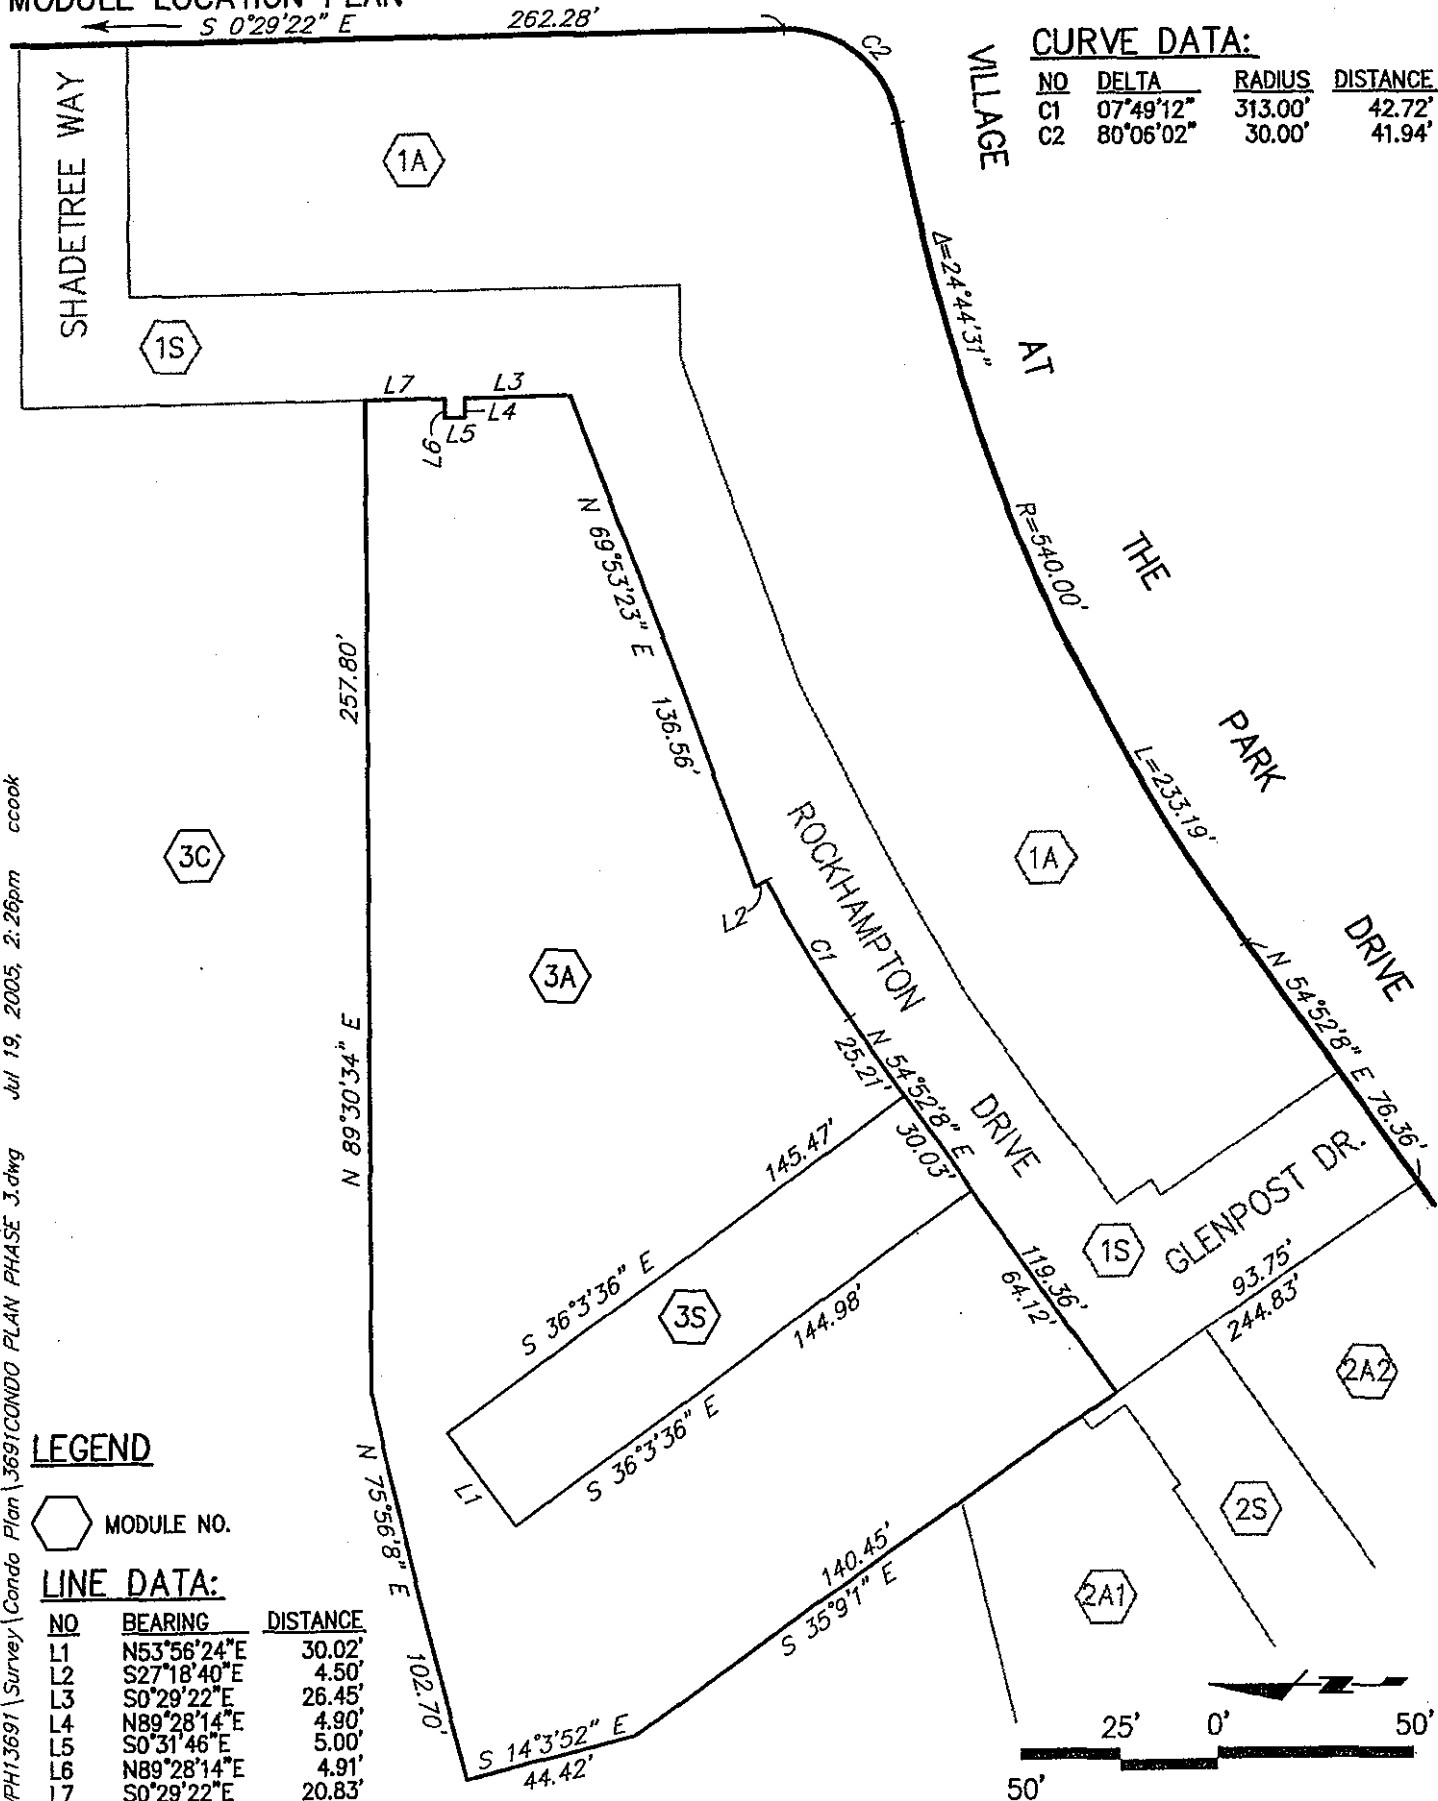 MODULE LOCATION PLAN
S 0°29'22" E 262.28'
C2
CURVE DATA:
NO DELTA RADIUS DISTANCE
C1 07°49'12" 313.00' 42.72'
C2 80°06'02" 30.00' 41.94'
VILLAGE AT THE PARK DRIVE
SHADETREE WAY
1A
1S
Δ=24°44'31"
R=540.00'
L=233.19'
L7
L3
L4
L5
L6
N 69°53'23" E
136.56'
257.80'
N 89°30'34" E
3C
3A
L2
C1
ROCKHAMPTON DRIVE
1A
N 54°52'8" E 76.36'
N 54°52'8" E
25.21'
30.03'
119.36'
64.12'
145.47'
S 36°3'36" E
3S
144.98'
S 36°3'36" E
L1
1S
GLENPOST DR.
93.75'
244.83'
2A2
2S
2A1
140.45'
S 35°9'1" E
N 75°56'8" E
102.70'
S 14°3'52" E
44.42'
LEGEND
MODULE NO.
LINE DATA:
NO BEARING DISTANCE
L1 N53°56'24"E 30.02'
L2 S27°18'40"E 4.50'
L3 S0°29'22"E 26.45'
L4 N89°28'14"E 4.90'
L5 S0°31'46"E 5.00'
L6 N89°28'14"E 4.91'
L7 S0°29'22"E 20.83'
N
25' 0' 50'
50'
PH13691\Survey\Condo Plan\3691CONDO PLAN PHASE 3.dwg Jul 19, 2005, 2:26pm ccook